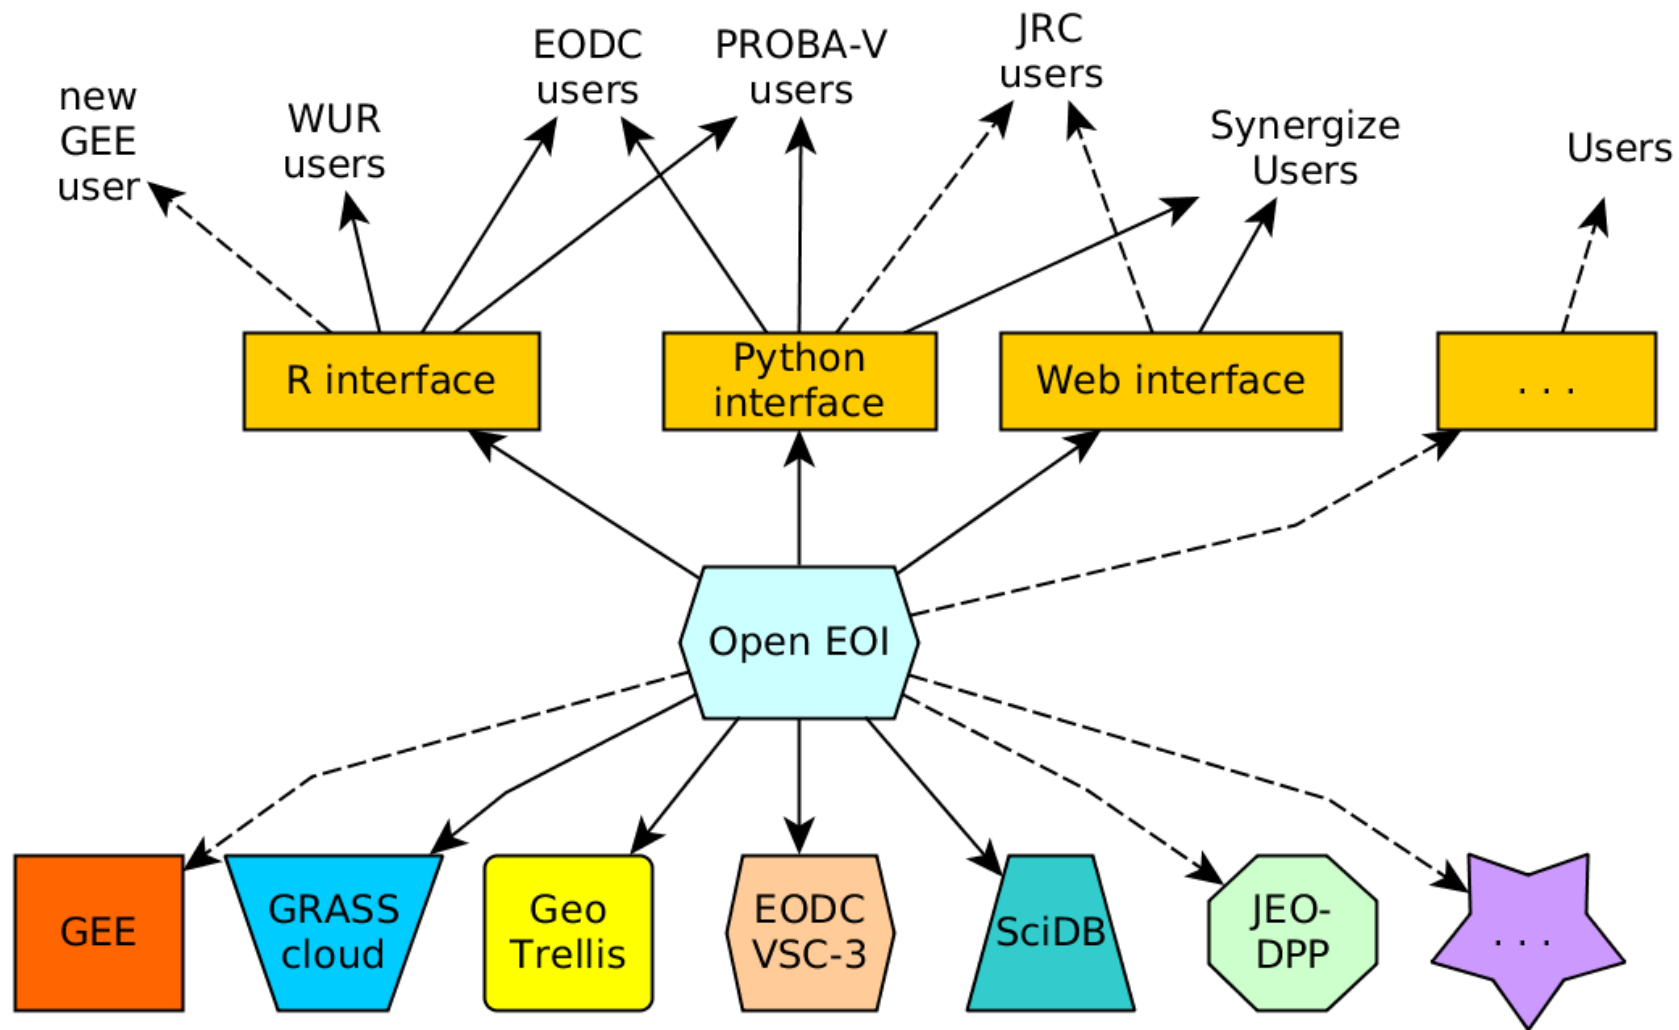 new
GEE
user
WUR
users
EODC
users
PROBA-V
users
JRC
users
Synergize
Users
Users
R interface
Python
interface
Web interface
. . .
Open EOI
GEE
GRASS
cloud
Geo
Trellis
EODC
VSC-3
SciDB
JEO-
DPP
. . .